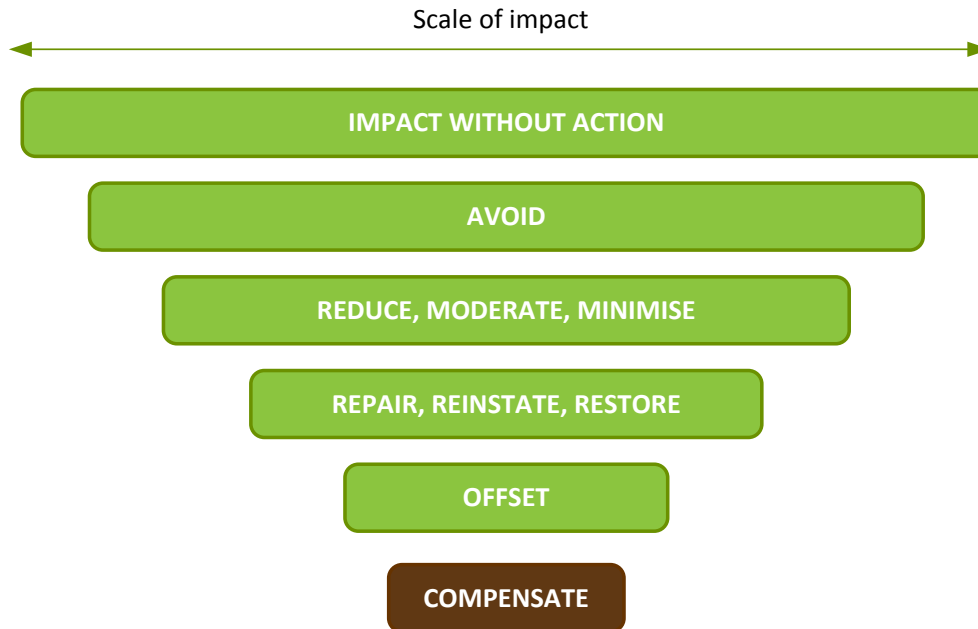 Scale of impact
IMPACT WITHOUT ACTION
AVOID
REDUCE, MODERATE, MINIMISE
REPAIR, REINSTATE, RESTORE
OFFSET
COMPENSATE